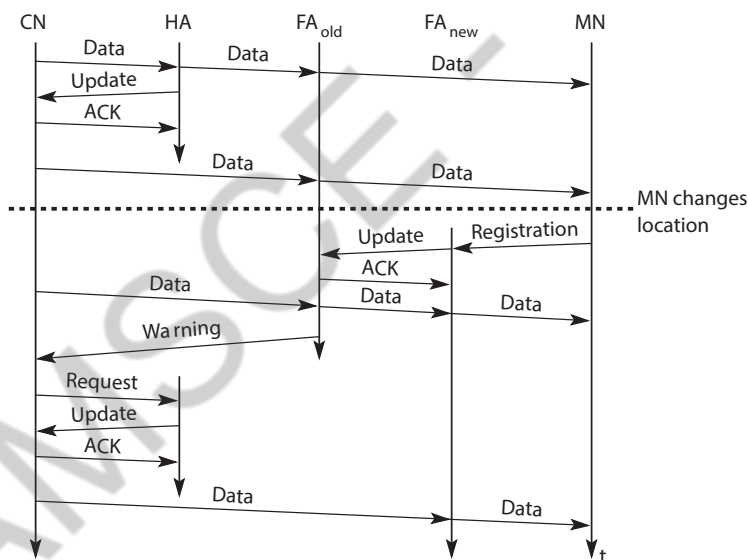 CN HA FA old FA new MN
Data Data Data
Update
ACK
Data Data
MN changes
location
Registration
Update
ACK
Data Data Data
Warning
Request
Update
ACK
Data Data
t
AMSCE -